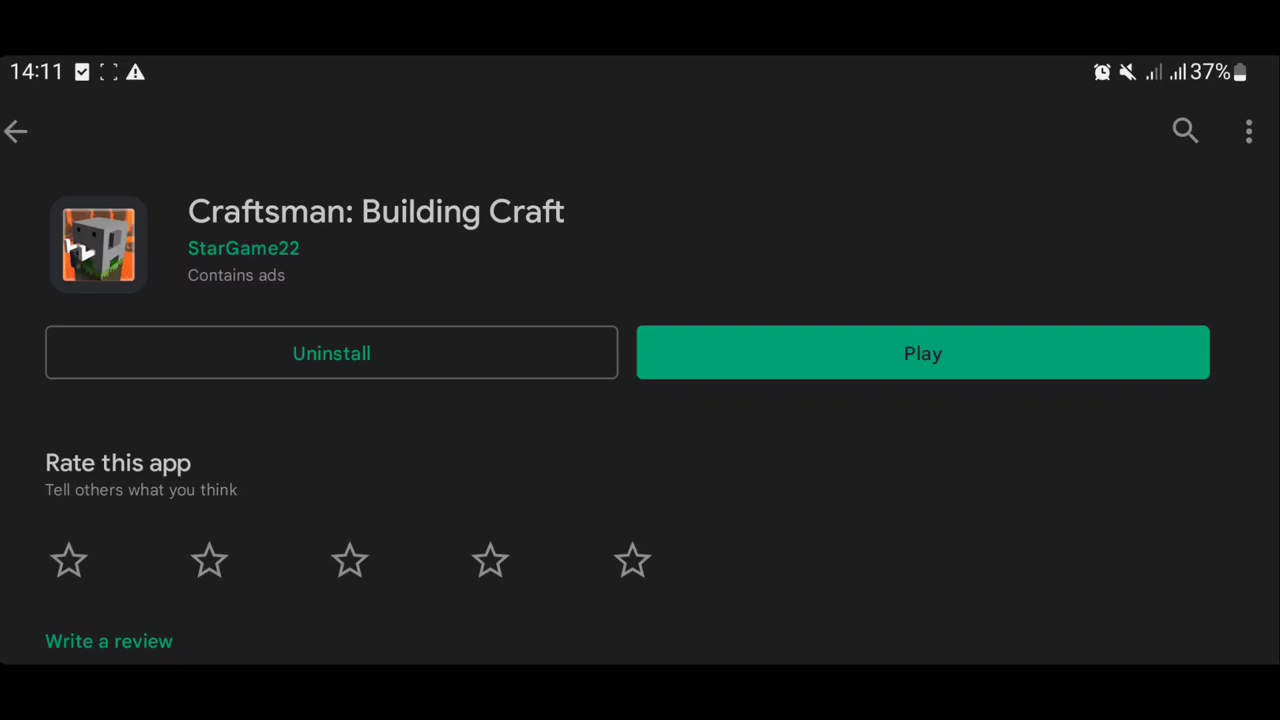 14:11
37%
Craftsman: Building Craft
StarGame22
Contains ads
Uninstall
Play
Rate this app
Tell others what you think
Write a review